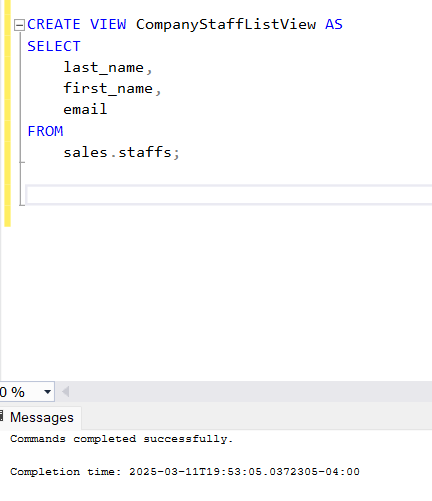 CREATE VIEW CompanyStaffListView AS
SELECT
last_name,
first_name,
email
FROM
sales.staffs;
0 %
Messages
Commands completed successfully.
Completion time: 2025-03-11T19:53:05.0372305-04:00